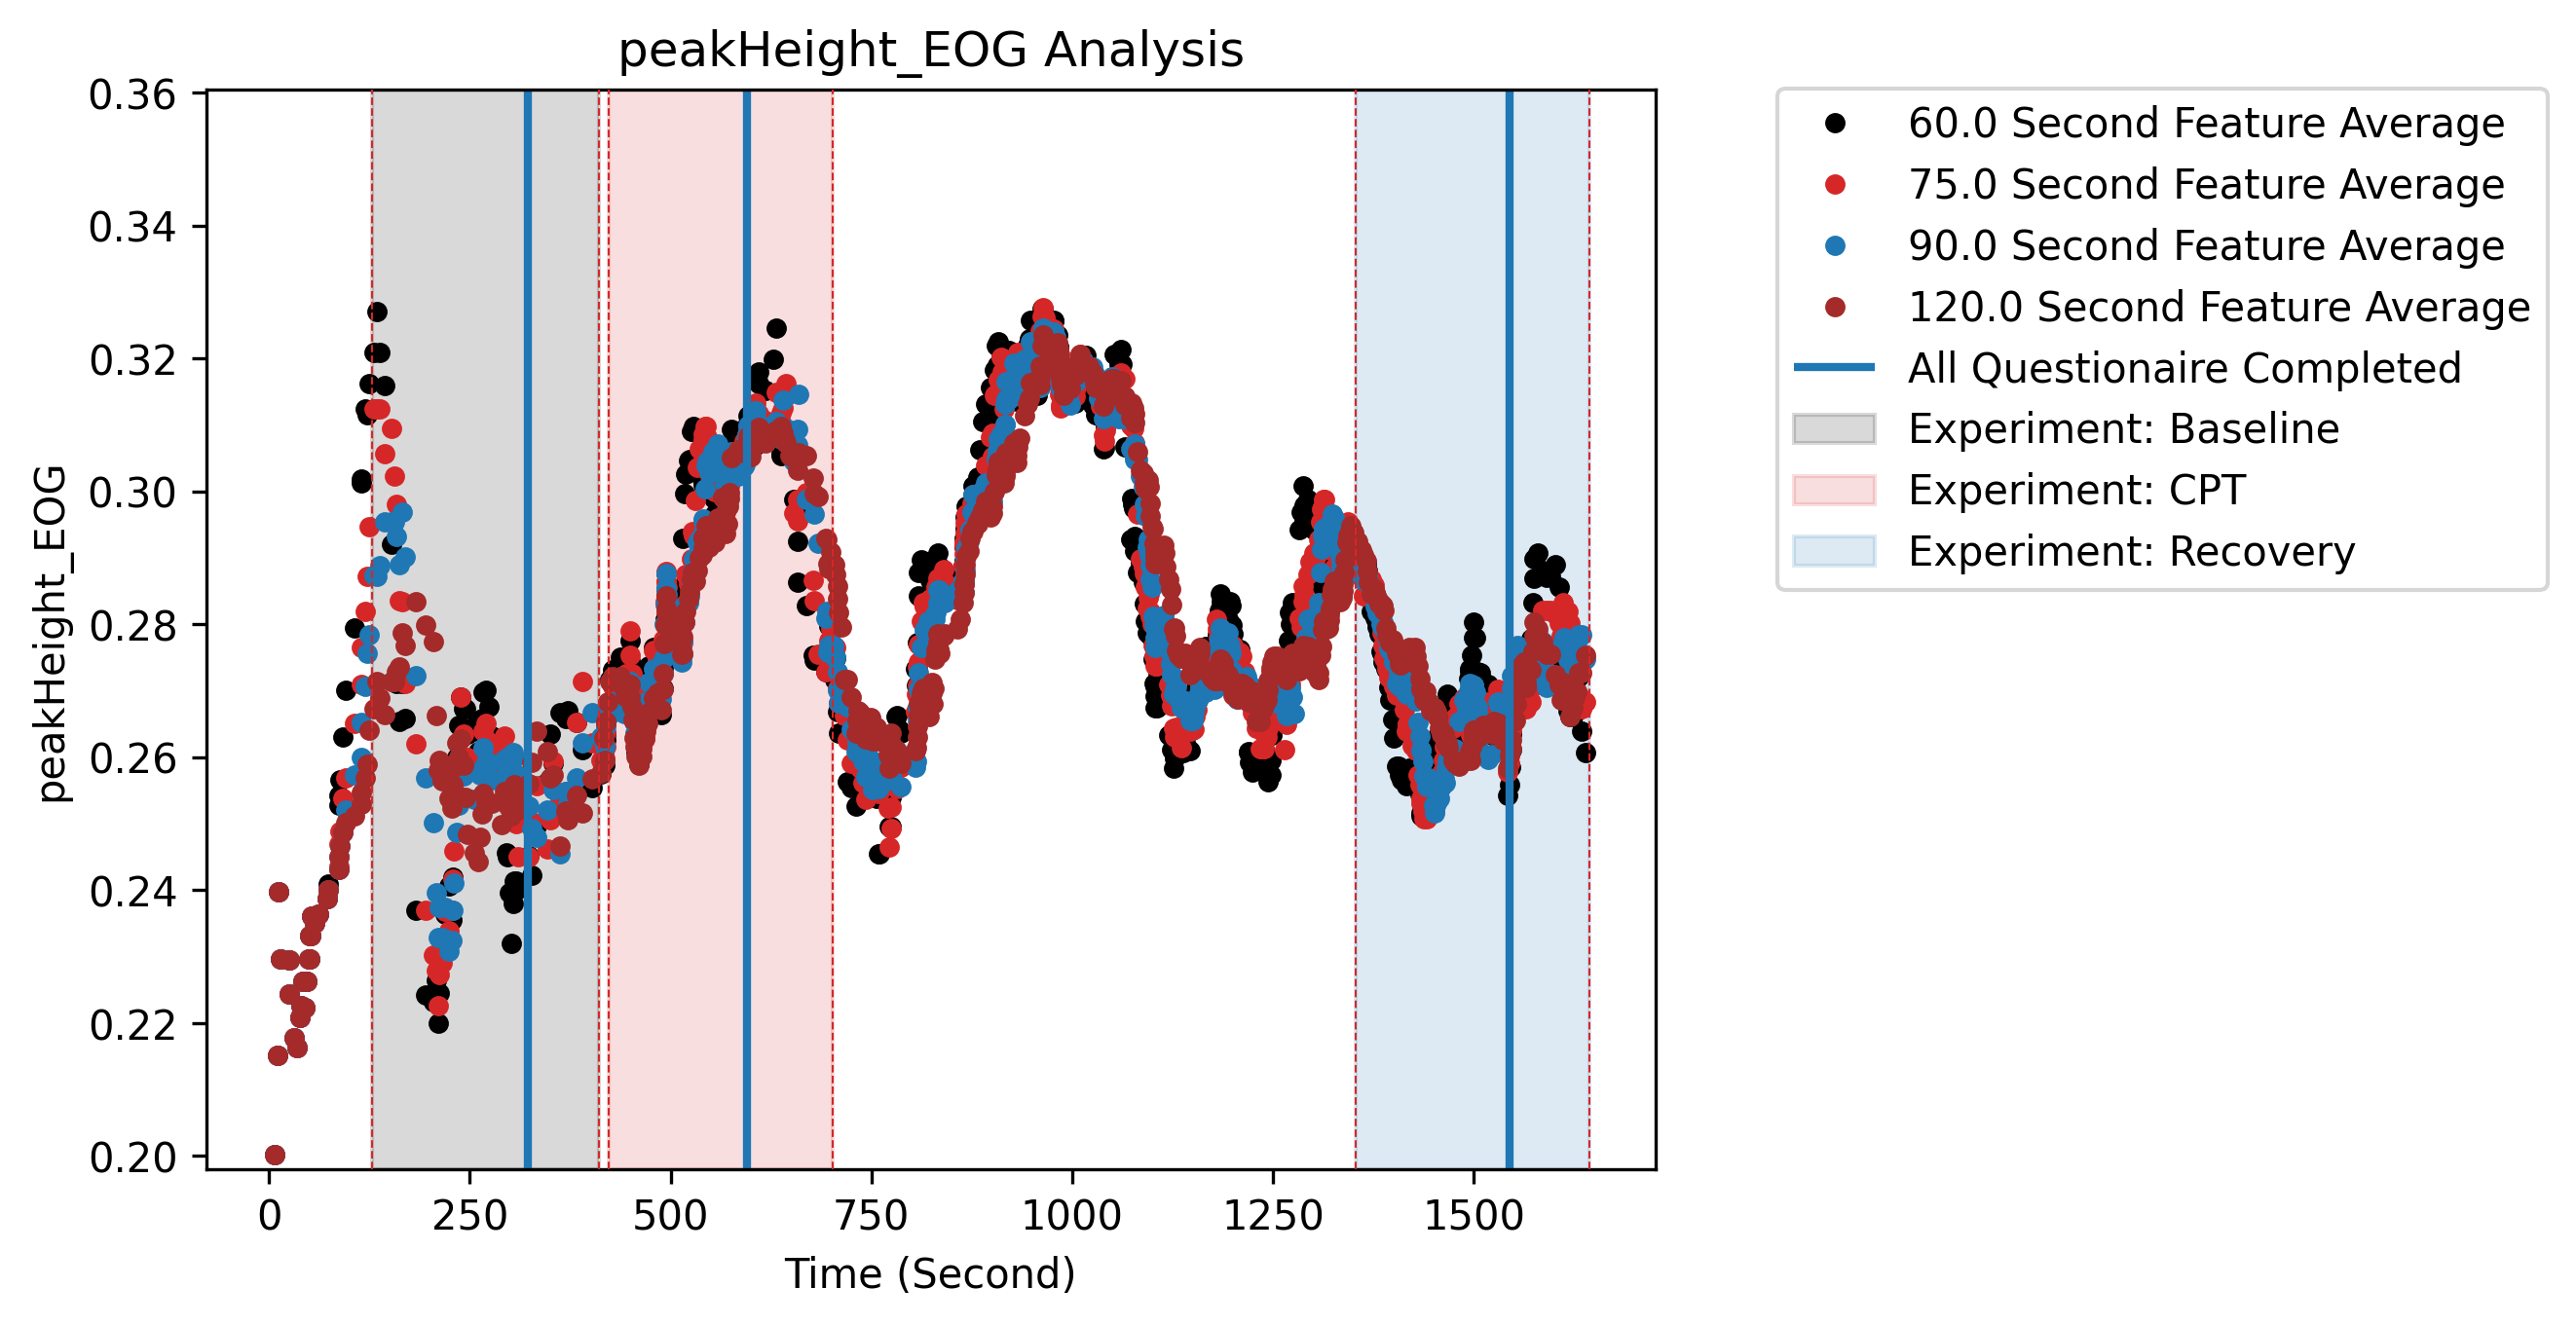 peakHeight_EOG Analysis
0.36
0.34
0.32
0.30
0.28
0.26
0.24
0.22
0.20
peakHeight_EOG
0 250 500 750 1000 1250 1500
Time (Second)
60.0 Second Feature Average
75.0 Second Feature Average
90.0 Second Feature Average
120.0 Second Feature Average
All Questionaire Completed
Experiment: Baseline
Experiment: CPT
Experiment: Recovery